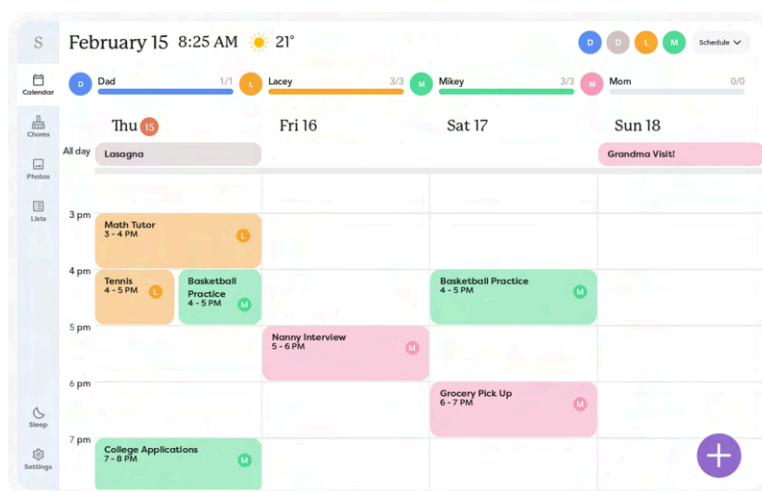 S
February 15 8:25 AM 21°
D D L M Schedule
D Dad 1/1 L Lacey 3/3 M Mikey 3/3 M Mom 0/0
Calendar
Chores
Photos
Lists
Sleep
Settings
Thu 15 Fri 16 Sat 17 Sun 18
All day Lasagna Grandma Visit!
3 pm
Math Tutor
3 - 4 PM
L
4 pm
Tennis
4 - 5 PM
L
Basketball
Practice
4 - 5 PM
M
Basketball Practice
4 - 5 PM
M
5 pm
Nanny Interview
5 - 6 PM
M
6 pm
Grocery Pick Up
6 - 7 PM
M
7 pm
College Applications
7 - 8 PM
M